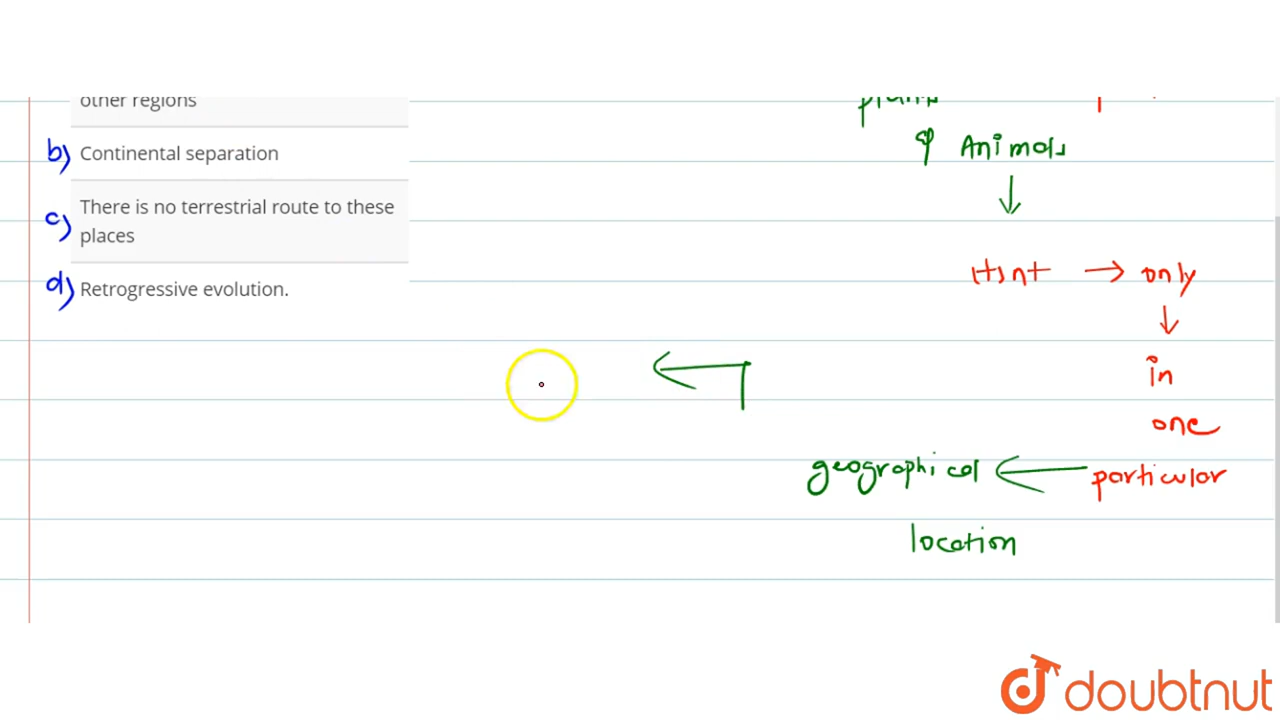 other regions
b) Continental separation
c) There is no terrestrial route to these
places
d) Retrogressive evolution.
Animals
→ only
in
one
particular
geographical
location
doubtnut